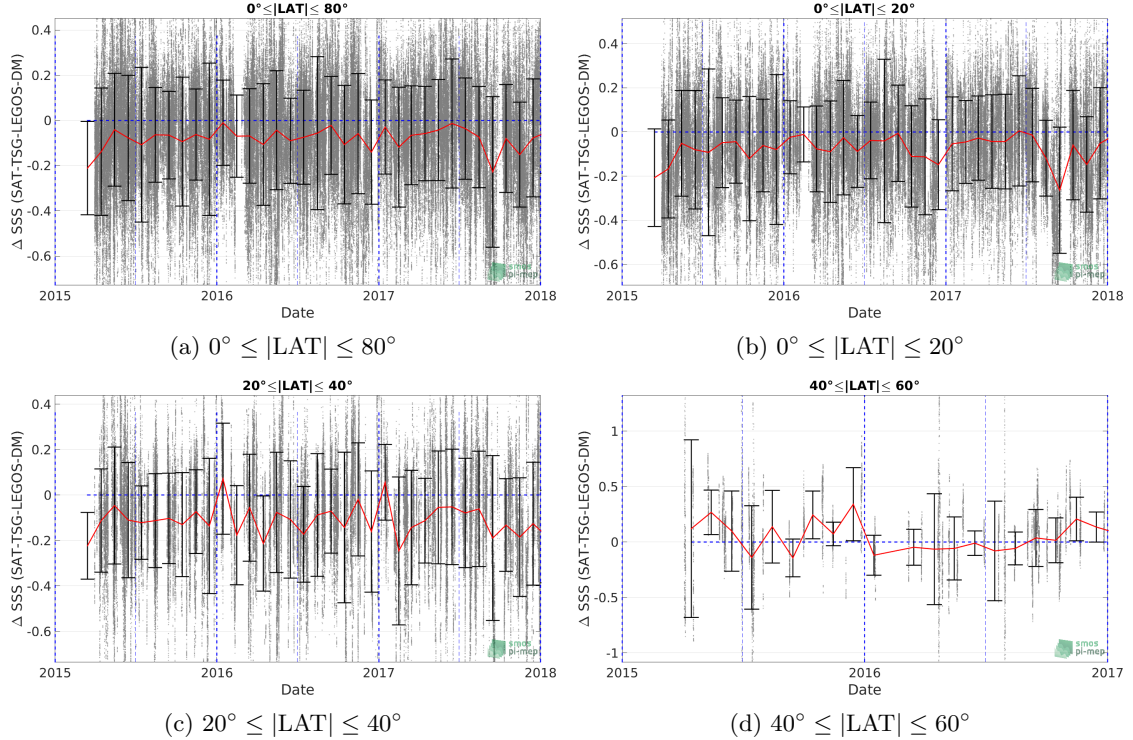 0°≤|LAT|≤ 80°
0.4
0.2
0
-0.2
-0.4
-0.6
Δ SSS (SAT-TSG-LEGOS-DM)
2015
2016
2017
2018
Date
smos
pi-mep
(a) 0° ≤ |LAT| ≤ 80°
0°≤|LAT|≤ 20°
0.4
0.2
0
-0.2
-0.4
-0.6
Δ SSS (SAT-TSG-LEGOS-DM)
2015
2016
2017
2018
Date
smos
pi-mep
(b) 0° ≤ |LAT| ≤ 20°
20°≤|LAT|≤ 40°
0.4
0.2
0
-0.2
-0.4
-0.6
Δ SSS (SAT-TSG-LEGOS-DM)
2015
2016
2017
2018
Date
smos
pi-mep
(c) 20° ≤ |LAT| ≤ 40°
40°≤|LAT|≤ 60°
1
0.5
0
-0.5
-1
Δ SSS (SAT-TSG-LEGOS-DM)
2015
2016
2017
Date
smos
pi-mep
(d) 40° ≤ |LAT| ≤ 60°